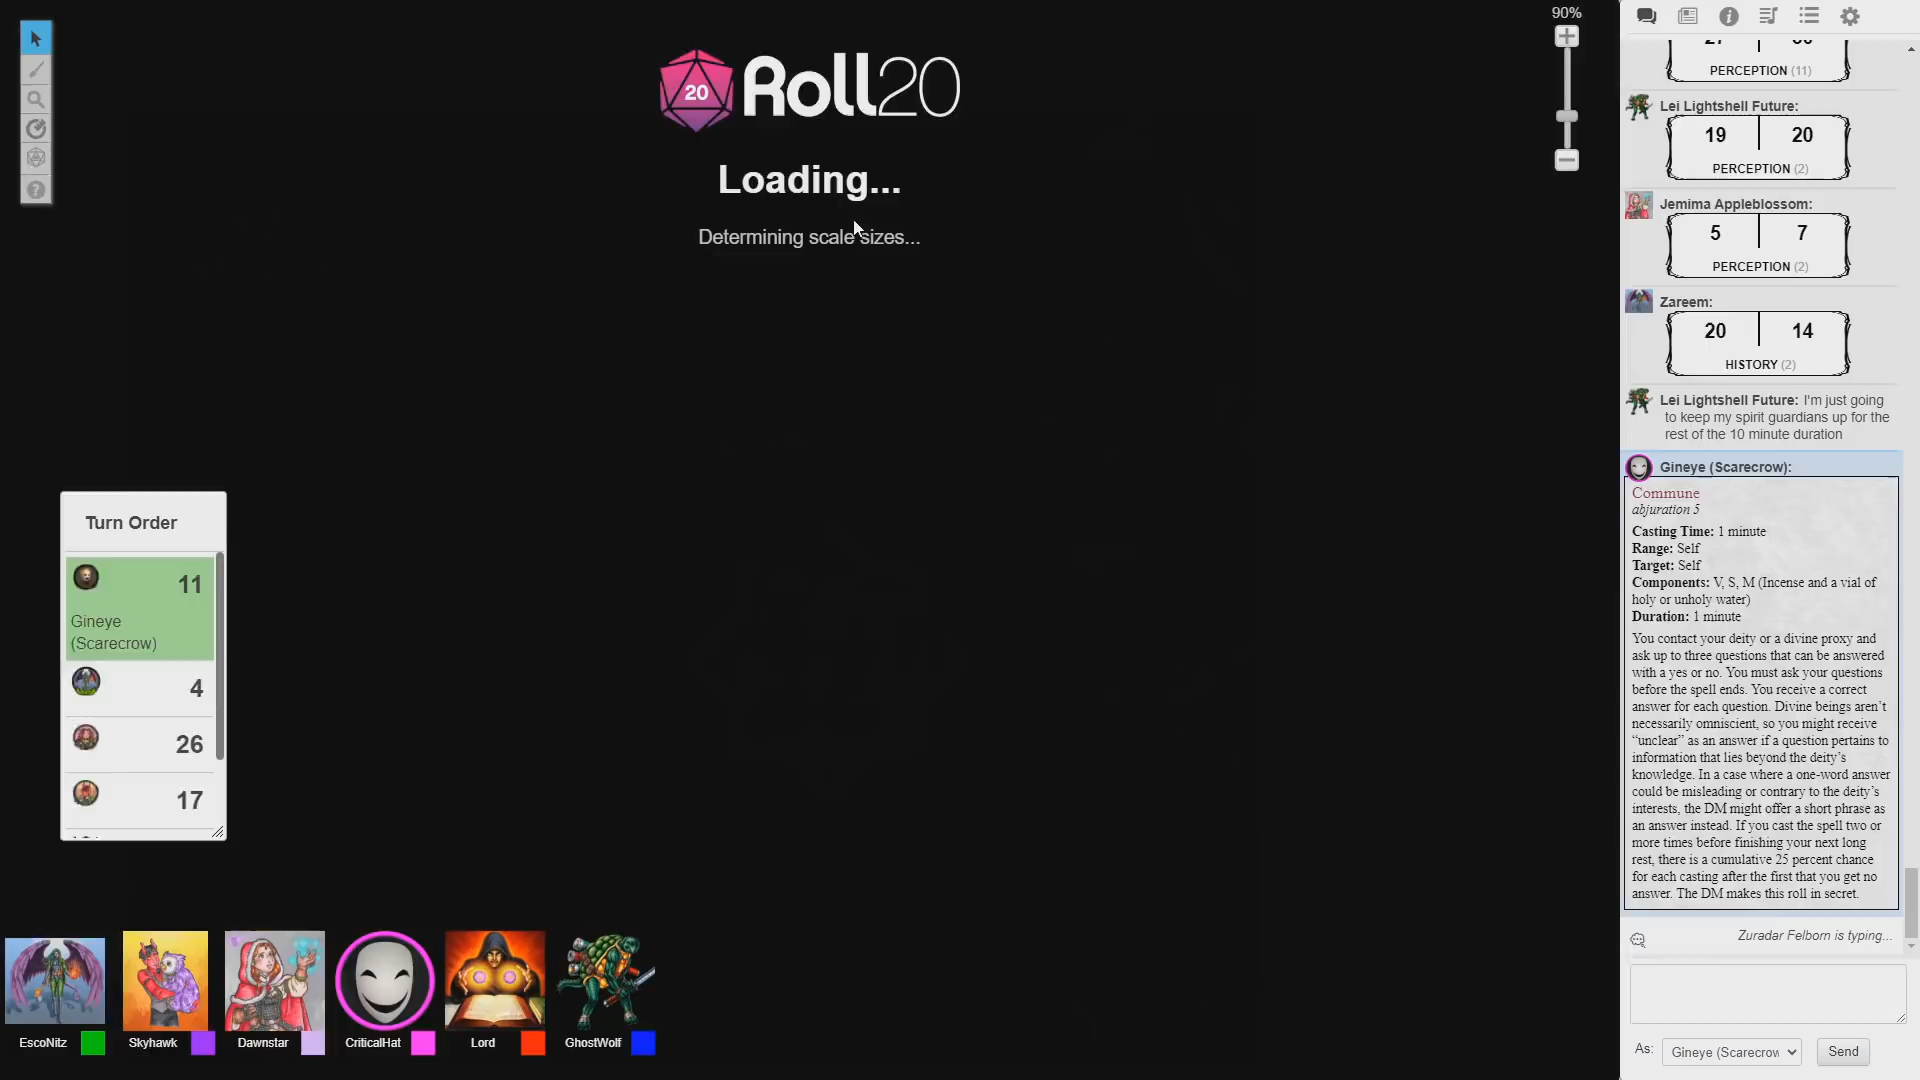 90%
20
Roll20
Loading...
Determining scale sizes...
Turn Order
11
Gineye
(Scarecrow)
4
26
17
EscoNitz
Skyhawk
Dawnstar
CriticalHat
Lord
GhostWolf
PERCEPTION (11)
Lei Lightshell Future:
19 20
PERCEPTION (2)
Jemima Appleblossom:
5 7
PERCEPTION (2)
Zareem:
20 14
HISTORY (2)
Lei Lightshell Future: I'm just going
to keep my spirit guardians up for the
rest of the 10 minute duration
Gineye (Scarecrow):
Commune
abjuration 5
Casting Time: 1 minute
Range: Self
Target: Self
Components: V, S, M (Incense and a vial of
holy or unholy water)
Duration: 1 minute
You contact your deity or a divine proxy and
ask up to three questions that can be answered
with a yes or no. You must ask your questions
before the spell ends. You receive a correct
answer for each question. Divine beings aren't
necessarily omniscient, so you might receive
“unclear” as an answer if a question pertains to
information that lies beyond the deity's
knowledge. In a case where a one-word answer
could be misleading or contrary to the deity's
interests, the DM might offer a short phrase as
an answer instead. If you cast the spell two or
more times before finishing your next long
rest, there is a cumulative 25 percent chance
for each casting after the first that you get no
answer. The DM makes this roll in secret.
Zuradar Felborn is typing...
As: Gineye (Scarecrow Send